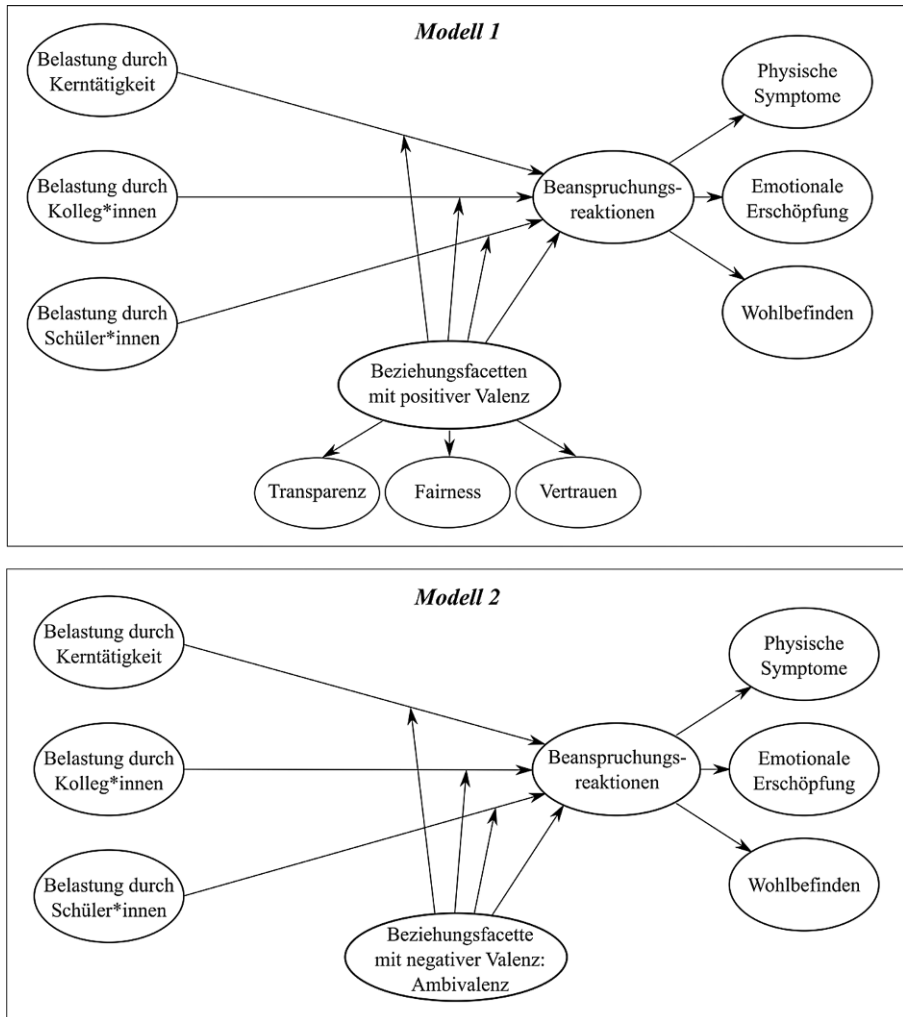 Modell 1
Belastung durch
Kerntätigkeit
Physische
Symptome
Belastung durch
Kolleg*innen
Beanspruchungs-
reaktionen
Emotionale
Erschöpfung
Belastung durch
Schüler*innen
Wohlbefinden
Beziehungsfacetten
mit positiver Valenz
Transparenz
Fairness
Vertrauen
Modell 2
Belastung durch
Kerntätigkeit
Physische
Symptome
Belastung durch
Kolleg*innen
Beanspruchungs-
reaktionen
Emotionale
Erschöpfung
Belastung durch
Schüler*innen
Wohlbefinden
Beziehungsfacette
mit negativer Valenz:
Ambivalenz